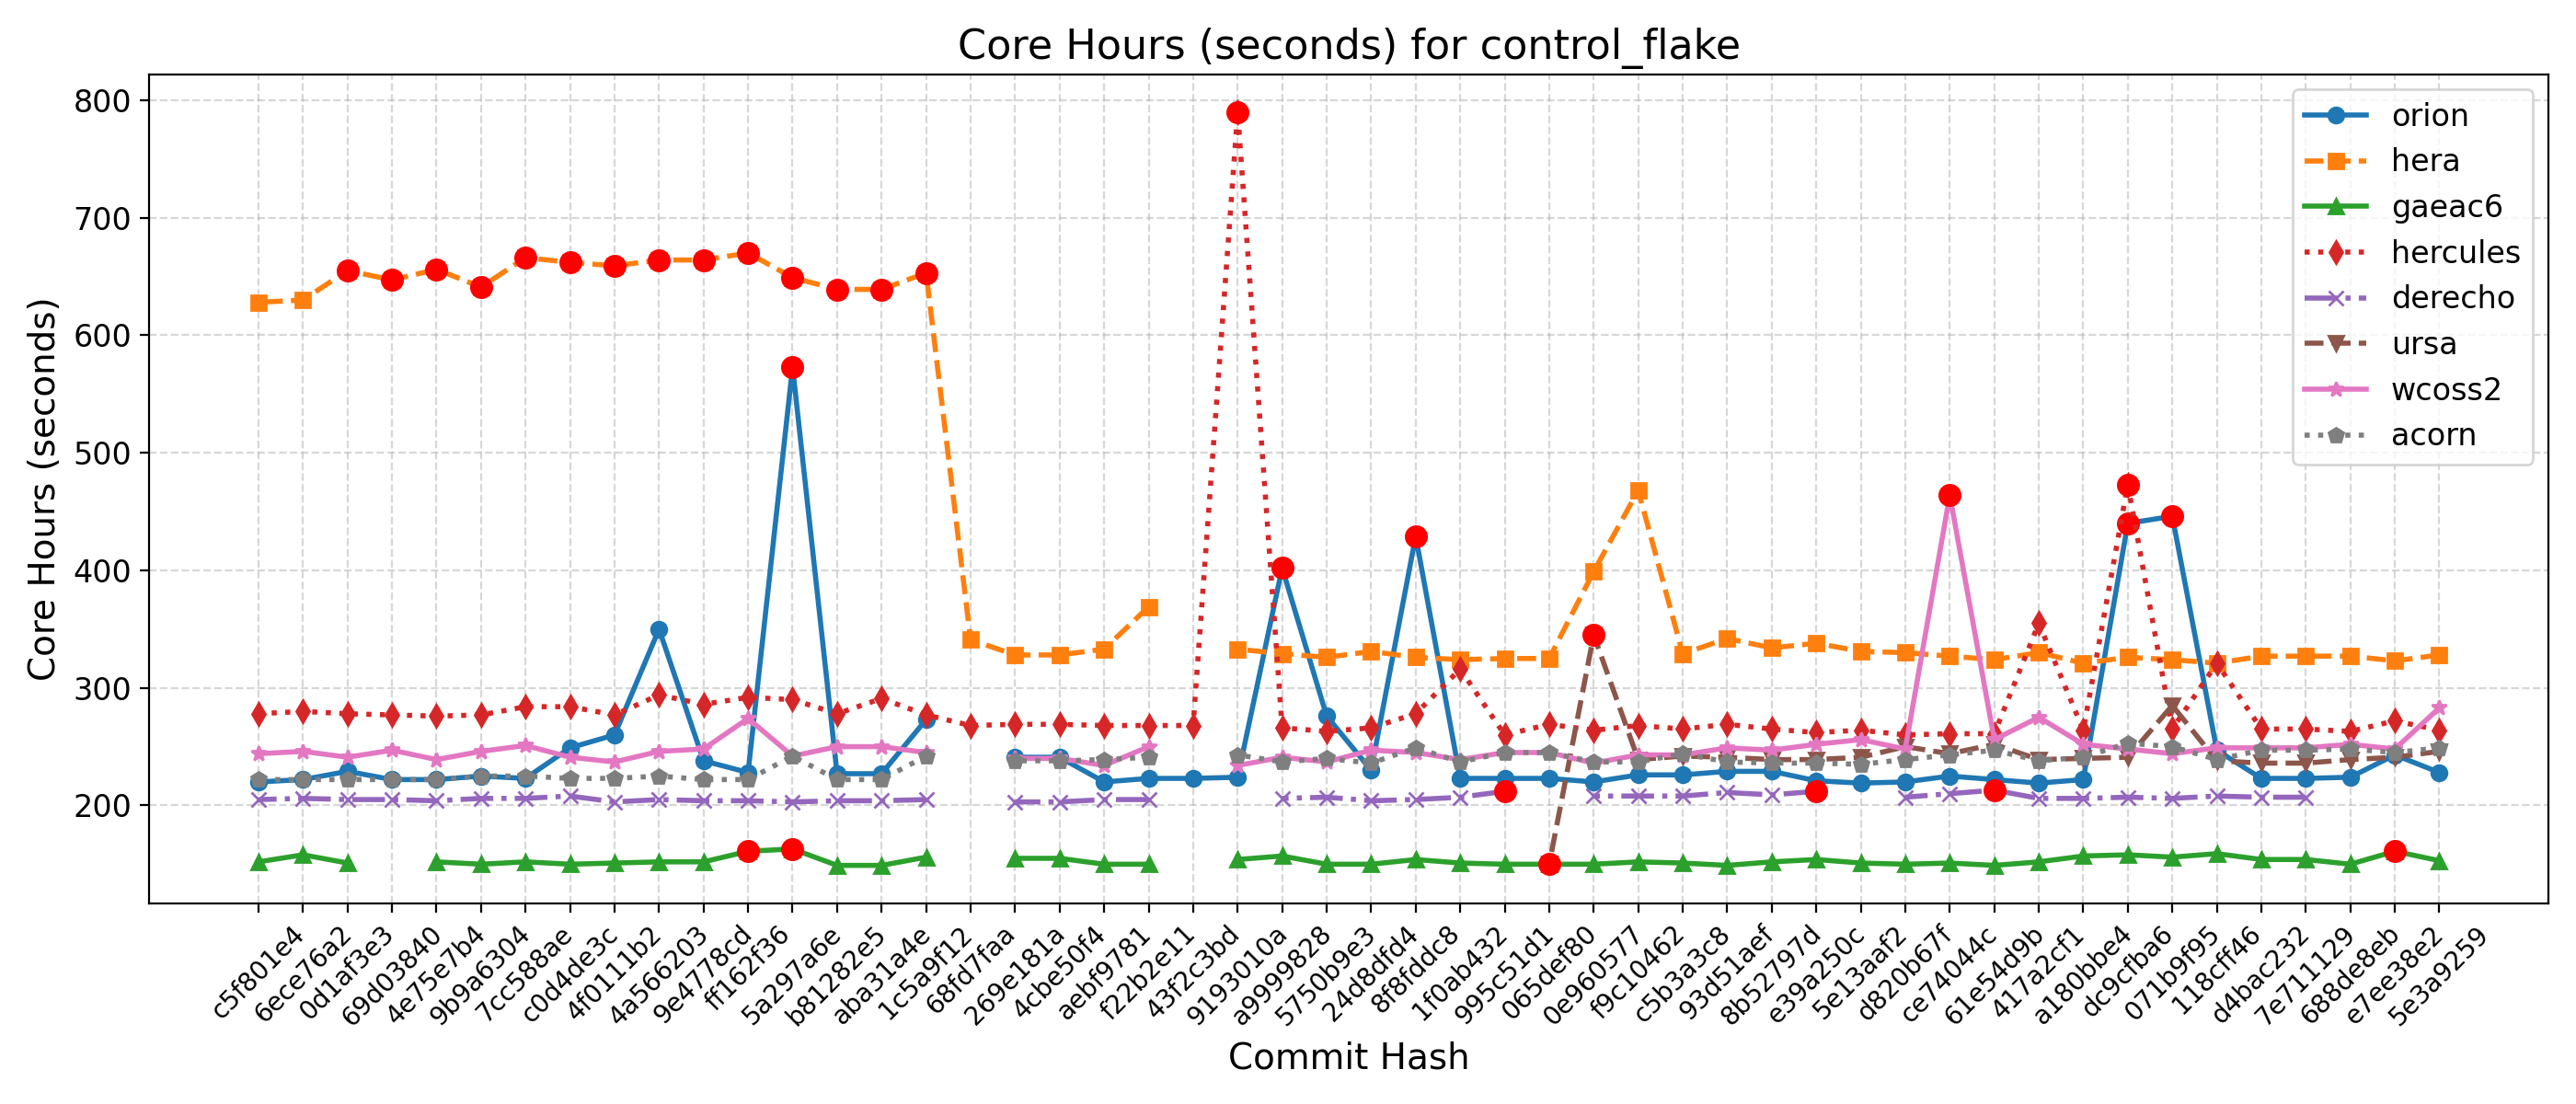 Core Hours (seconds) for control_flake
Core Hours (seconds)
800
700
600
500
400
300
200
orion
hera
gaeac6
hercules
derecho
ursa
wcoss2
acorn
c5f801e4
6ece76a2
0d1af3e3
69d03840
4e75e7b4
9b9a6304
7cc588ae
c0d4de3c
4f0111b2
4a566203
9e4778cd
ff162f36
5a297a6e
b81282e5
aba31a4e
1c5a9f12
68fd7faa
269e181a
4cbe50f4
aebf9781
f22b2e11
43f2c3bd
9193010a
a9999828
5750b9e3
24d8dfd4
8f8fddc8
1f0ab432
995c51d1
065def80
0e960577
f9c10462
c5b3a3c8
93d51aef
8b52797d
e39a250c
5e13aaf2
d820b67f
ce74044c
61e54d9b
417a2cf1
a180bbe4
dc9cfba6
071b9f95
118cff46
d4bac232
7e711129
688de8eb
e7ee38e2
5e3a9259
Commit Hash